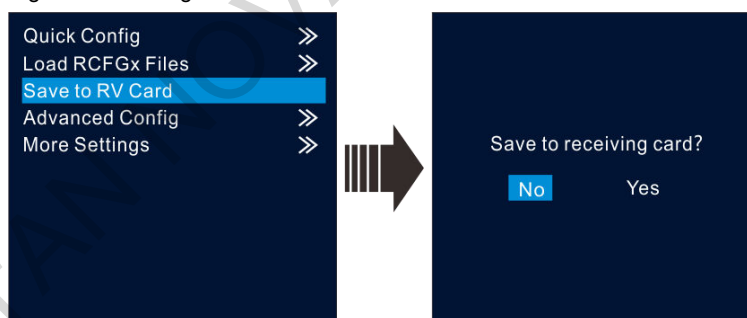 Quick Config
Load RCFGx Files
Save to RV Card
Advanced Config
More Settings
Save to receiving card?
No Yes